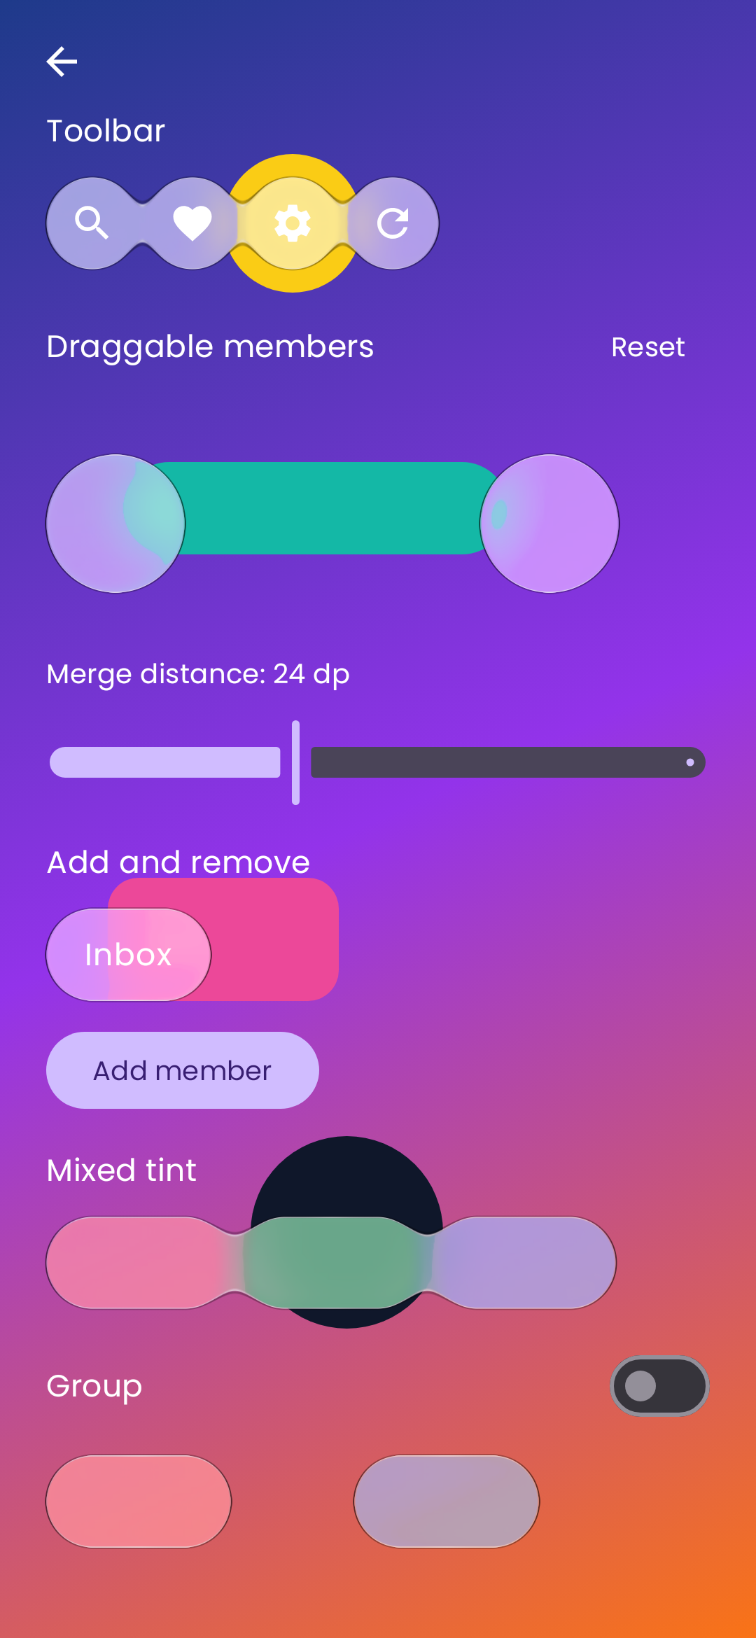 Toolbar
Draggable members
Reset
Merge distance: 24 dp
Add and remove
Inbox
Add member
Mixed tint
Group